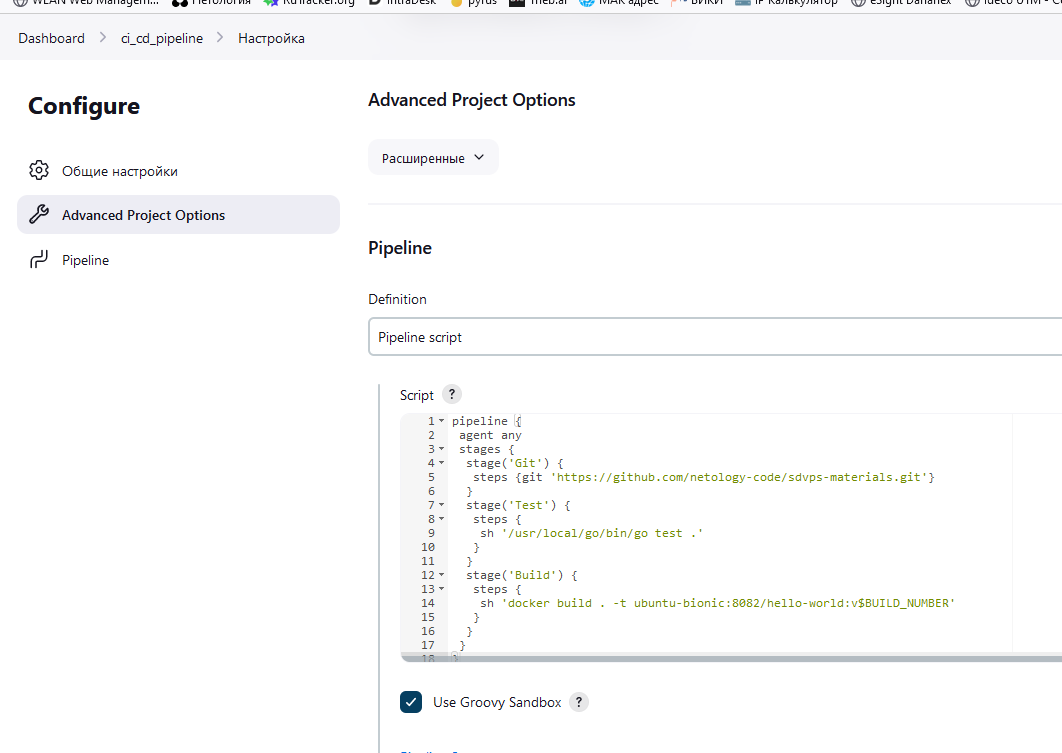 WLAN Web Managem... Нетология RuTracker.org IntraDesk pyrus МАК адрес ВИКИ IP Калькулятор eSight Dananex Ideco UTM - Co
Dashboard > ci_cd_pipeline > Настройка
Configure
Общие настройки
Advanced Project Options
Pipeline
Advanced Project Options
Расширенные
Pipeline
Definition
Pipeline script
Script ?
1 pipeline {
2 agent any
3 stages {
4 stage('Git') {
5 steps {git 'https://github.com/netology-code/sdvps-materials.git'}
6 }
7 stage('Test') {
8 steps {
9 sh '/usr/local/go/bin/go test .'
10 }
11 }
12 stage('Build') {
13 steps {
14 sh 'docker build . -t ubuntu-bionic:8082/hello-world:v$BUILD_NUMBER'
15 }
16 }
17 }
18 }
Use Groovy Sandbox ?